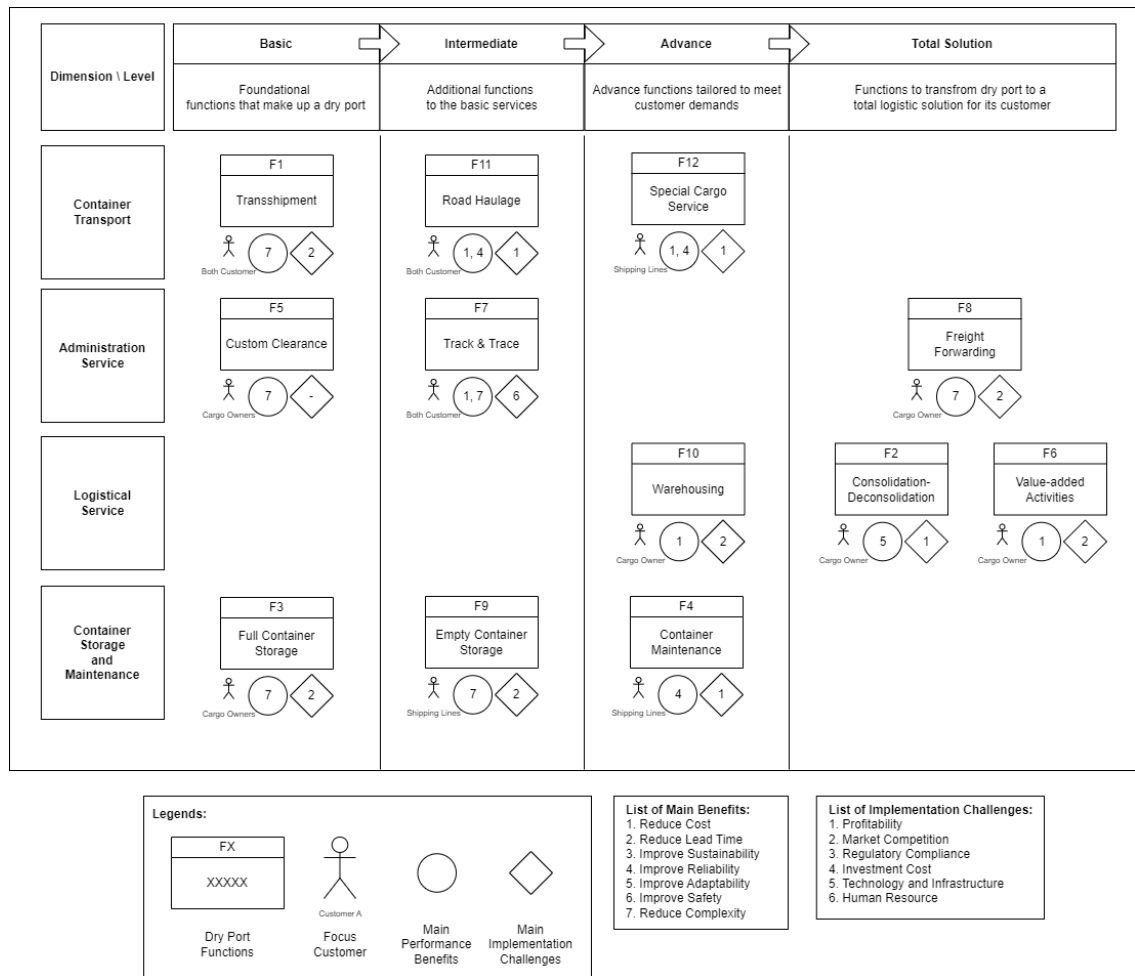 Dimension \ Level
Basic
Intermediate
Advance
Total Solution
Foundational
functions that make up a dry port
Additional functions
to the basic services
Advance functions tailored to meet
customer demands
Functions to transfrom dry port to a
total logistic solution for its customer
Container
Transport
F1
Transshipment
Both Customer
7
2
F11
Road Haulage
Both Customer
1, 4
1
F12
Special Cargo
Service
Shipping Lines
1, 4
1
Administration
Service
F5
Custom Clearance
Cargo Owners
7
-
F7
Track & Trace
Both Customer
1, 7
6
F8
Freight
Forwarding
Cargo Owner
7
2
Logistical
Service
F10
Warehousing
Cargo Owner
1
2
F2
Consolidation-
Deconsolidation
Cargo Owner
5
1
F6
Value-added
Activities
Cargo Owner
1
2
Container
Storage
and
Maintenance
F3
Full Container
Storage
Cargo Owners
7
2
F9
Empty Container
Storage
Shipping Lines
7
2
F4
Container
Maintenance
Shipping Lines
4
1
Legends:
FX
XXXXX
Dry Port
Functions
Customer A
Focus
Customer
Main
Performance
Benefits
Main
Implementation
Challenges
List of Main Benefits:
1. Reduce Cost
2. Reduce Lead Time
3. Improve Sustainability
4. Improve Reliability
5. Improve Adaptability
6. Improve Safety
7. Reduce Complexity
List of Implementation Challenges:
1. Profitability
2. Market Competition
3. Regulatory Compliance
4. Investment Cost
5. Technology and Infrastructure
6. Human Resource